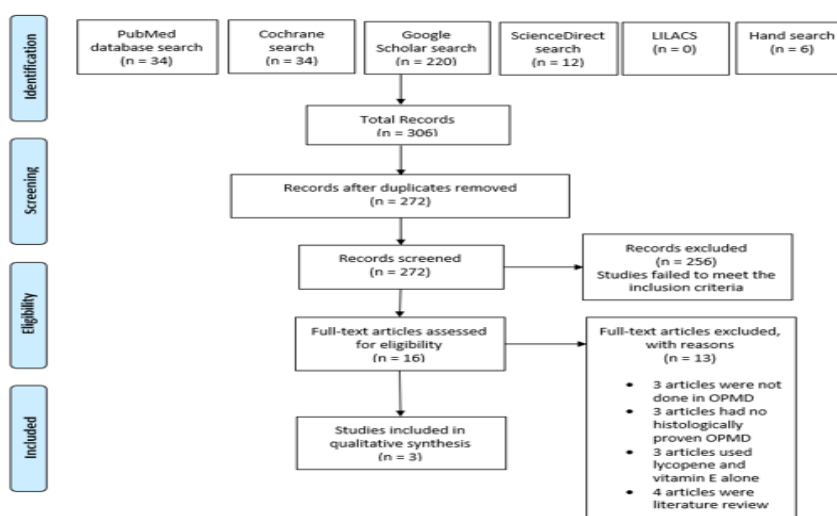 Identification
PubMed
database search
(n = 34)
Cochrane
search
(n = 34)
Google
Scholar search
(n = 220)
ScienceDirect
search
(n = 12)
LILACS
(n = 0)
Hand search
(n = 6)
Total Records
(n = 306)
Screening
Records after duplicates removed
(n = 272)
Records screened
(n = 272)
Records excluded
(n = 256)
Studies failed to meet the
inclusion criteria
Eligibility
Full-text articles assessed
for eligibility
(n = 16)
Full-text articles excluded,
with reasons
(n = 13)
• 3 articles were not
done in OPMD
• 3 articles had no
histologically
proven OPMD
• 3 articles used
lycopene and
vitamin E alone
• 4 articles were
literature review
Included
Studies included in
qualitative synthesis
(n = 3)